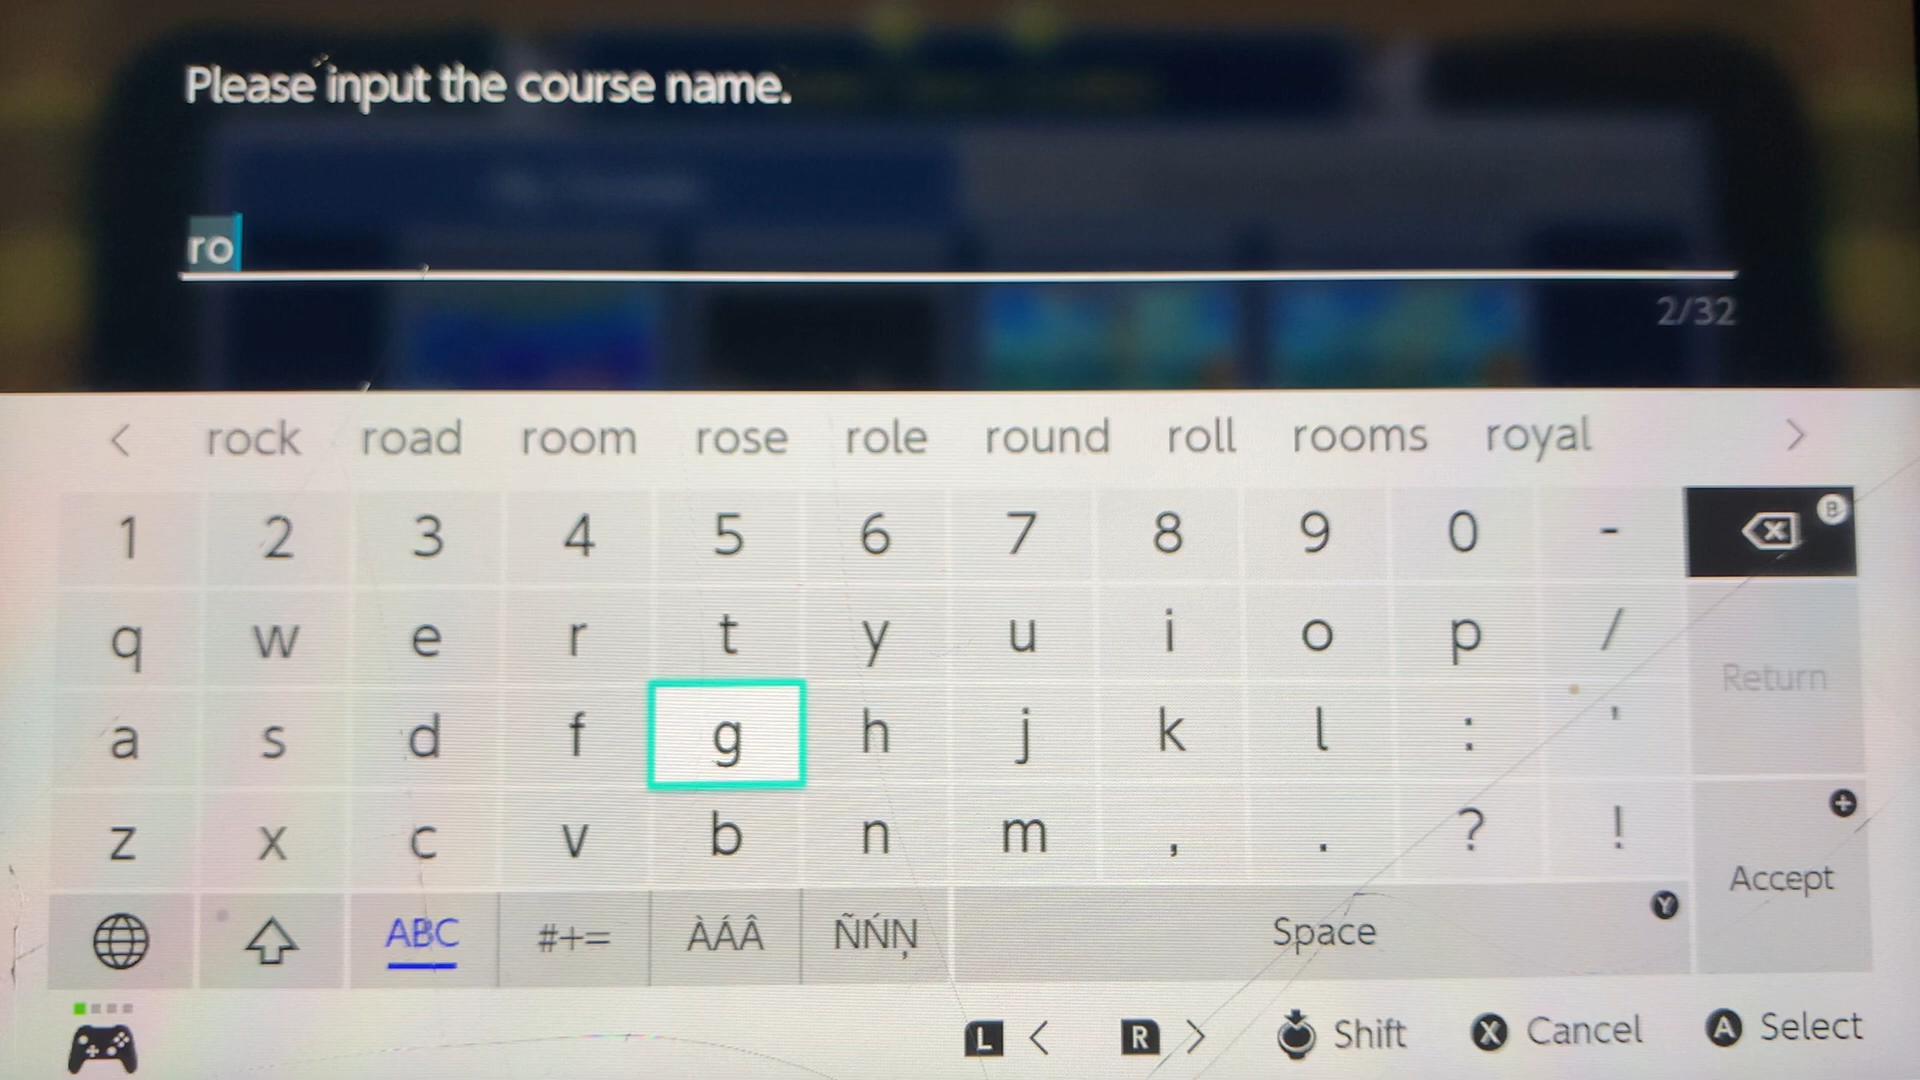 Please input the course name.
ro
2/32
< rock road room rose role round roll rooms royal >
1 2 3 4 5 6 7 8 9 0 - B
q w e r t y u i o p / Return
a s d f g h j k l : '
z x c v b n m , . ? ! +
Accept
ABC #+= ÀÁÂ ÑŃŅ Space Y
L < R > Shift X Cancel A Select